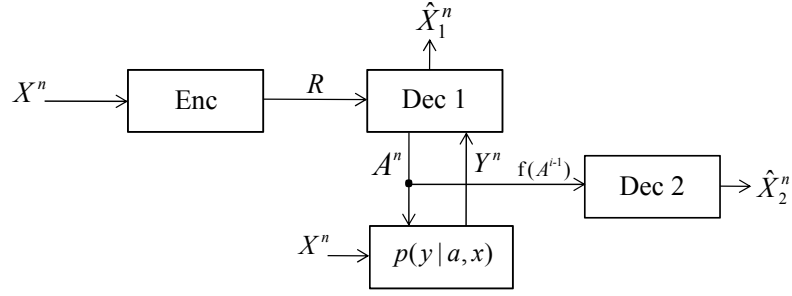 X̂₁ⁿ
Xⁿ
Enc
R
Dec 1
Aⁿ
Yⁿ
f(Aⁱ⁻¹)
Dec 2
X̂₂ⁿ
Xⁿ
p(y | a, x)